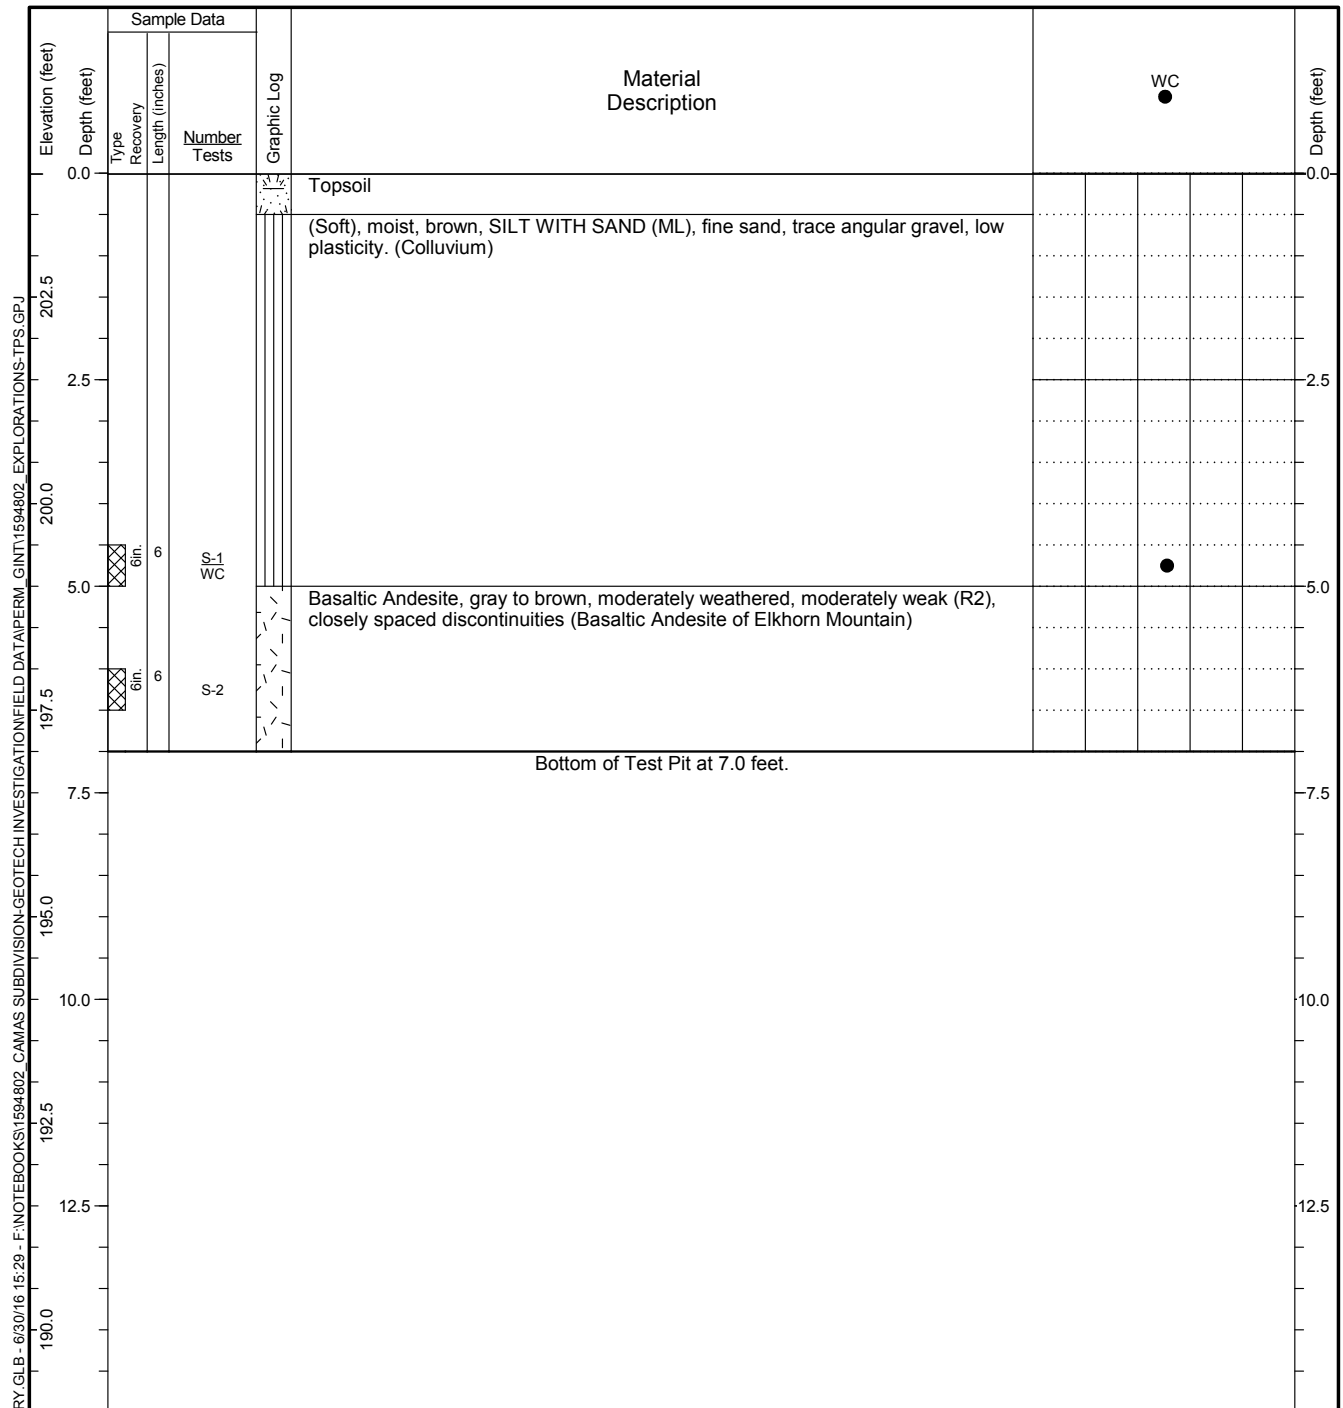 Sample Data
Elevation (feet)
Depth (feet)
Type
Recovery
Length (inches)
Number
Tests
Graphic Log
Material
Description
WC
Depth (feet)
0.0
0.0
Topsoil
(Soft), moist, brown, SILT WITH SAND (ML), fine sand, trace angular gravel, low
plasticity. (Colluvium)
202.5
2.5
2.5
200.0
6in.
6
S-1
WC
5.0
5.0
Basaltic Andesite, gray to brown, moderately weathered, moderately weak (R2),
closely spaced discontinuities (Basaltic Andesite of Elkhorn Mountain)
6in.
6
S-2
197.5
Bottom of Test Pit at 7.0 feet.
7.5
7.5
195.0
10.0
10.0
192.5
12.5
12.5
190.0
RY.GLB - 6/30/16 15:29 - F:\NOTEBOOKS\1594802_CAMAS SUBDIVISION-GEOTECH INVESTIGATION\FIELD DATA\PERM_GINT\1594802_EXPLORATIONS-TPS.GPJ